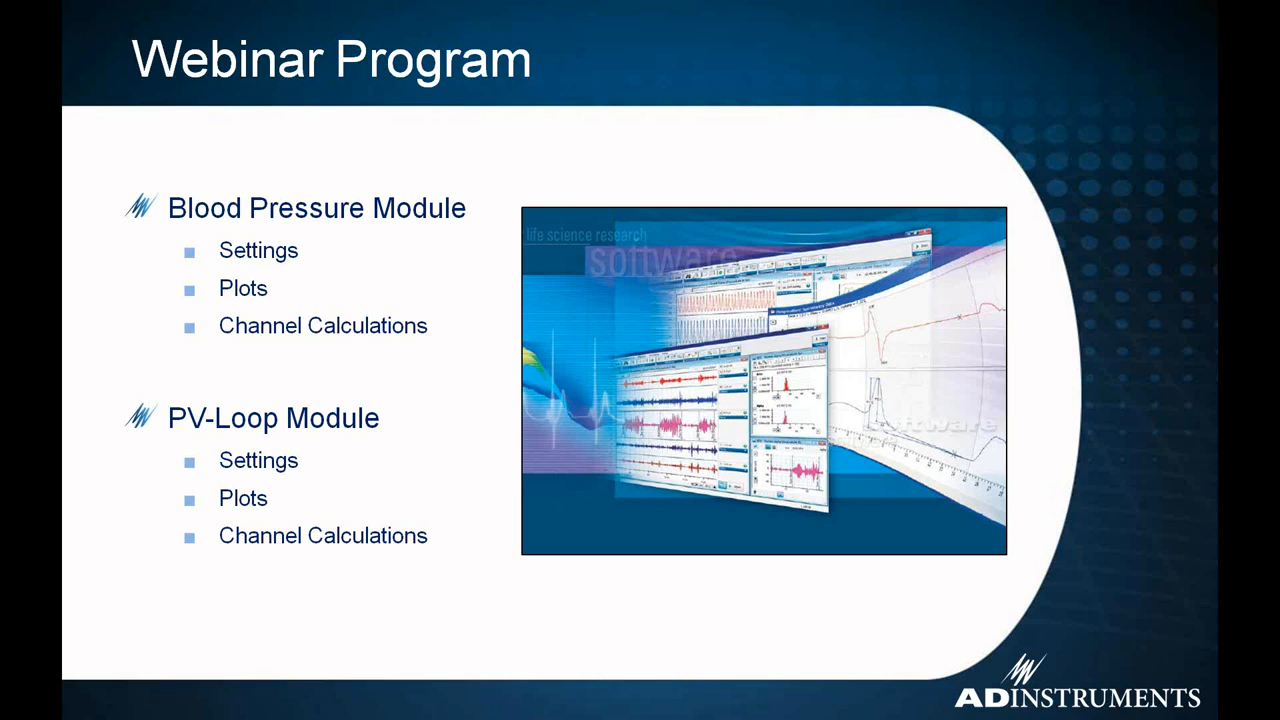 Webinar Program
Blood Pressure Module
Settings
Plots
Channel Calculations
PV-Loop Module
Settings
Plots
Channel Calculations
life science research
software
software
ADINSTRUMENTS